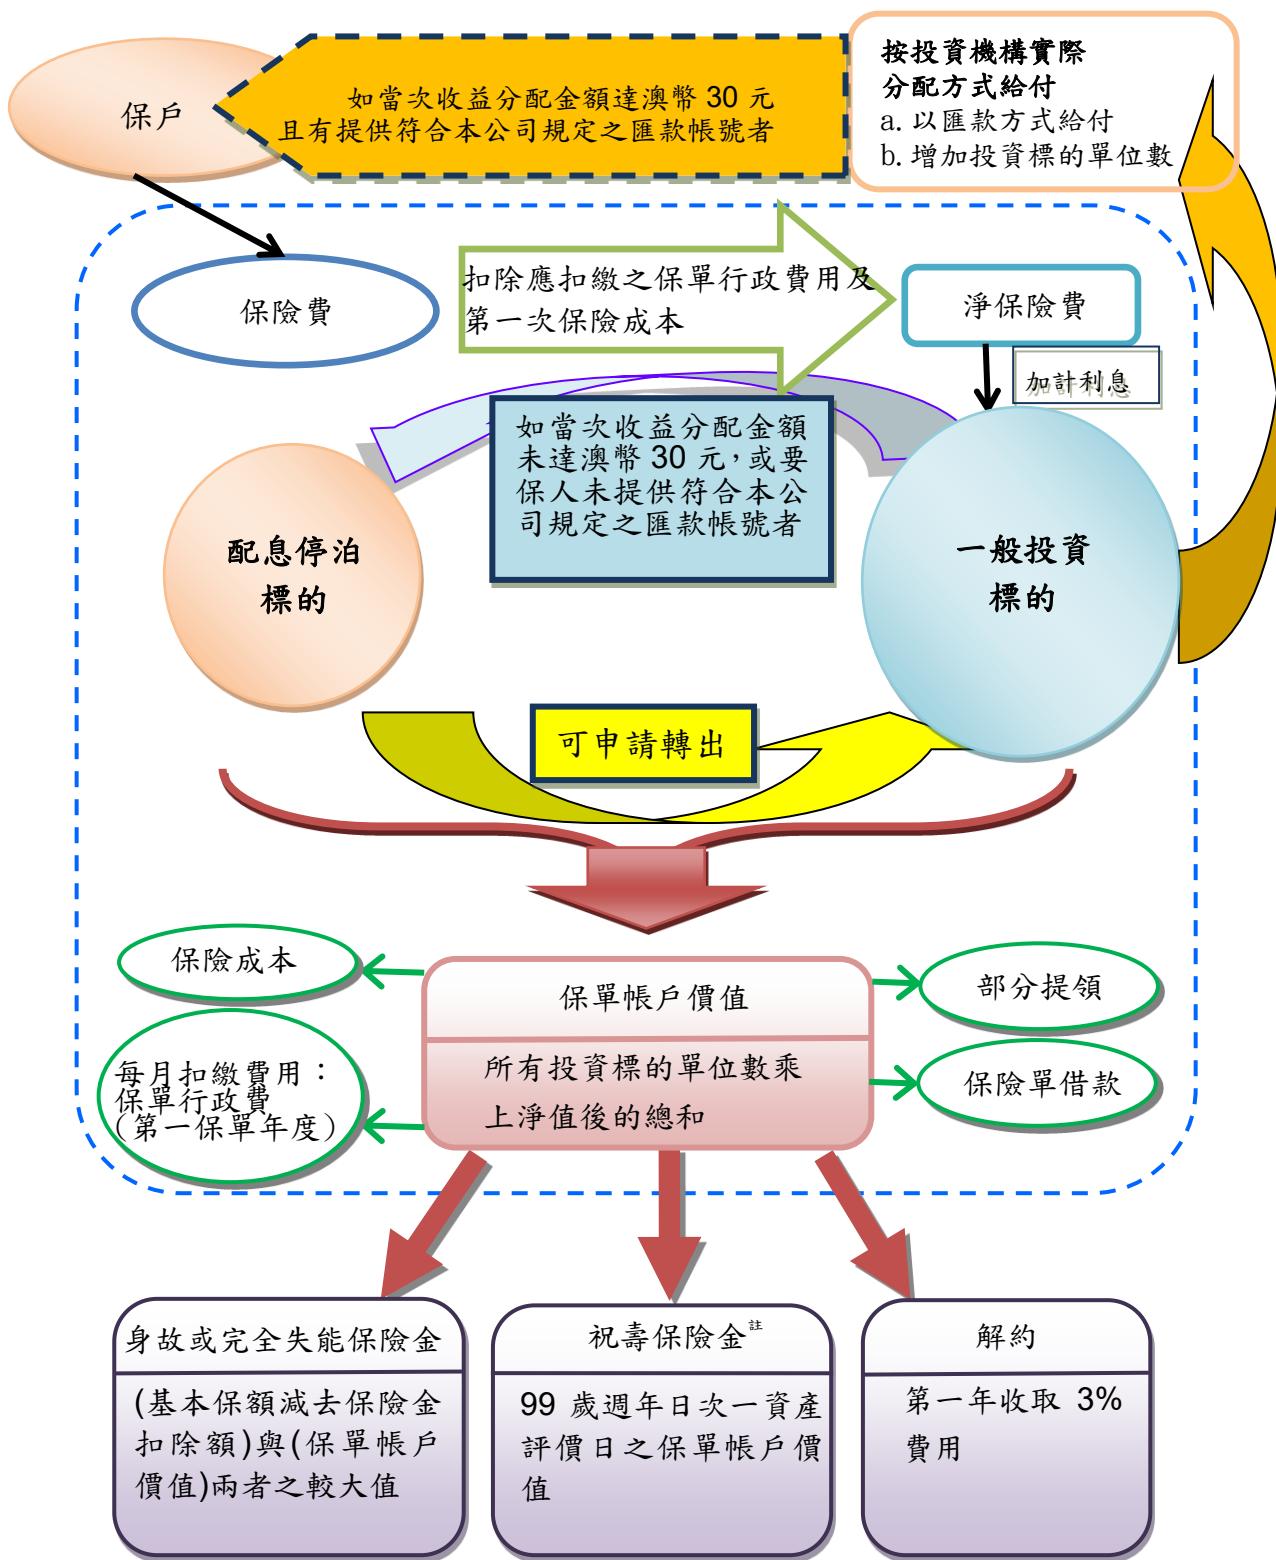 保戶
如當次收益分配金額達澳幣 30 元
且有提供符合本公司規定之匯款帳號者
按投資機構實際
分配方式給付
a. 以匯款方式給付
b. 增加投資標的單位數
保險費
扣除應扣繳之保單行政費用及
第一次保險成本
淨保險費
加計利息
如當次收益分配金額
未達澳幣 30 元，或要
保人未提供符合本公
司規定之匯款帳號者
配息停泊
標的
一般投資
標的
可申請轉出
保險成本
每月扣繳費用：
保單行政費
（第一保單年度）
保單帳戶價值
所有投資標的單位數乘
上淨值後的總和
部分提領
保險單借款
身故或完全失能保險金
(基本保額減去保險金
扣除額)與(保單帳戶
價值)兩者之較大值
祝壽保險金註
99 歲週年日次一資產
評價日之保單帳戶價
值
解約
第一年收取 3%
費用